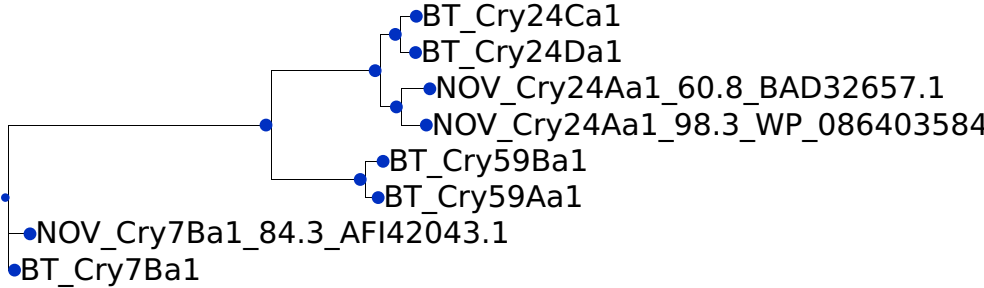 BT_Cry24Ca1
BT_Cry24Da1
NOV_Cry24Aa1_60.8_BAD32657.1
NOV_Cry24Aa1_98.3_WP_086403584
BT_Cry59Ba1
BT_Cry59Aa1
NOV_Cry7Ba1_84.3_AFI42043.1
BT_Cry7Ba1